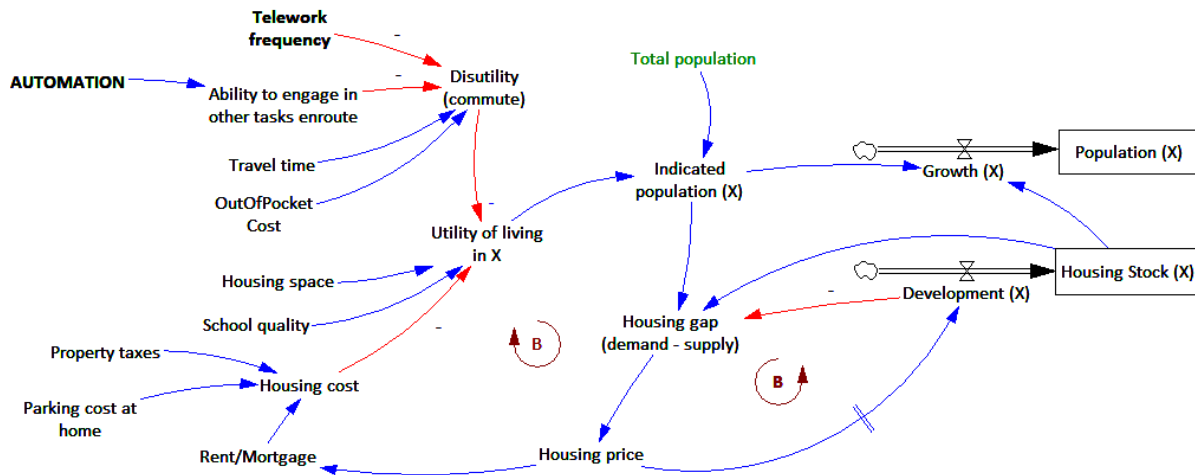 Telework
frequency
-
AUTOMATION
-
Ability to engage in
other tasks enroute
Disutility
(commute)
Travel time
OutOfPocket
Cost
-
Utility of living
in X
Total population
Indicated
population (X)
Growth (X)
Population (X)
Housing space
School quality
-
Housing Stock (X)
Development (X)
-
Housing gap
(demand - supply)
B
B
Property taxes
Housing cost
Parking cost at
home
Rent/Mortgage
Housing price